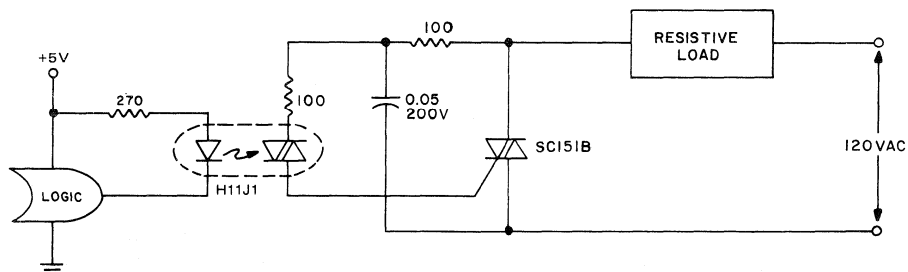 100
RESISTIVE
LOAD
+5V
270
100
0.05
200V
SC151B
120VAC
H11J1
LOGIC